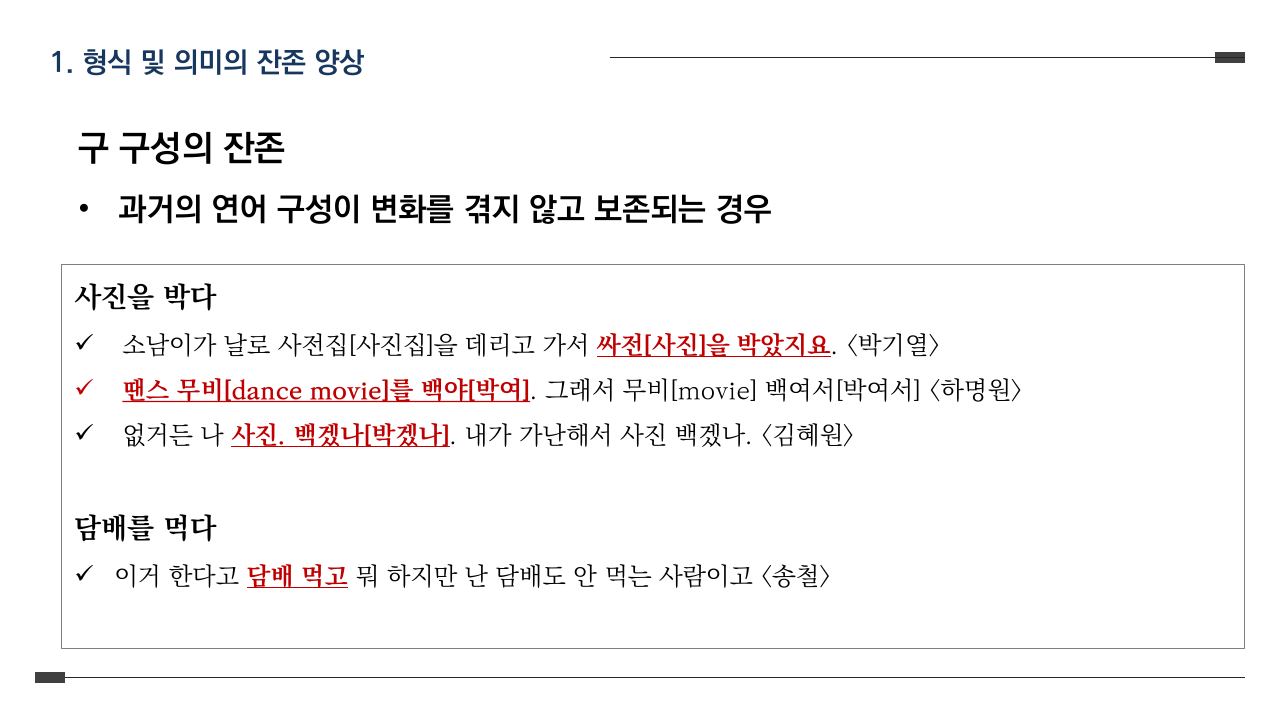 1. 형식 및 의미의 잔존 양상
구 구성의 잔존
• 과거의 연어 구성이 변화를 겪지 않고 보존되는 경우
사진을 박다
✓ 소남이가 날로 사전집[사진집]을 데리고 가서 싸전[사진]을 박았지요. 〈박기열〉
✓ 땐스 무비[dance movie]를 백야[박여]. 그래서 무비[movie] 백여서[박여서] 〈하명원〉
✓ 없거든 나 사진. 백겠나[박겠나]. 내가 가난해서 사진 백겠나. 〈김혜원〉
담배를 먹다
✓ 이거 한다고 담배 먹고 뭐 하지만 난 담배도 안 먹는 사람이고 〈송철〉